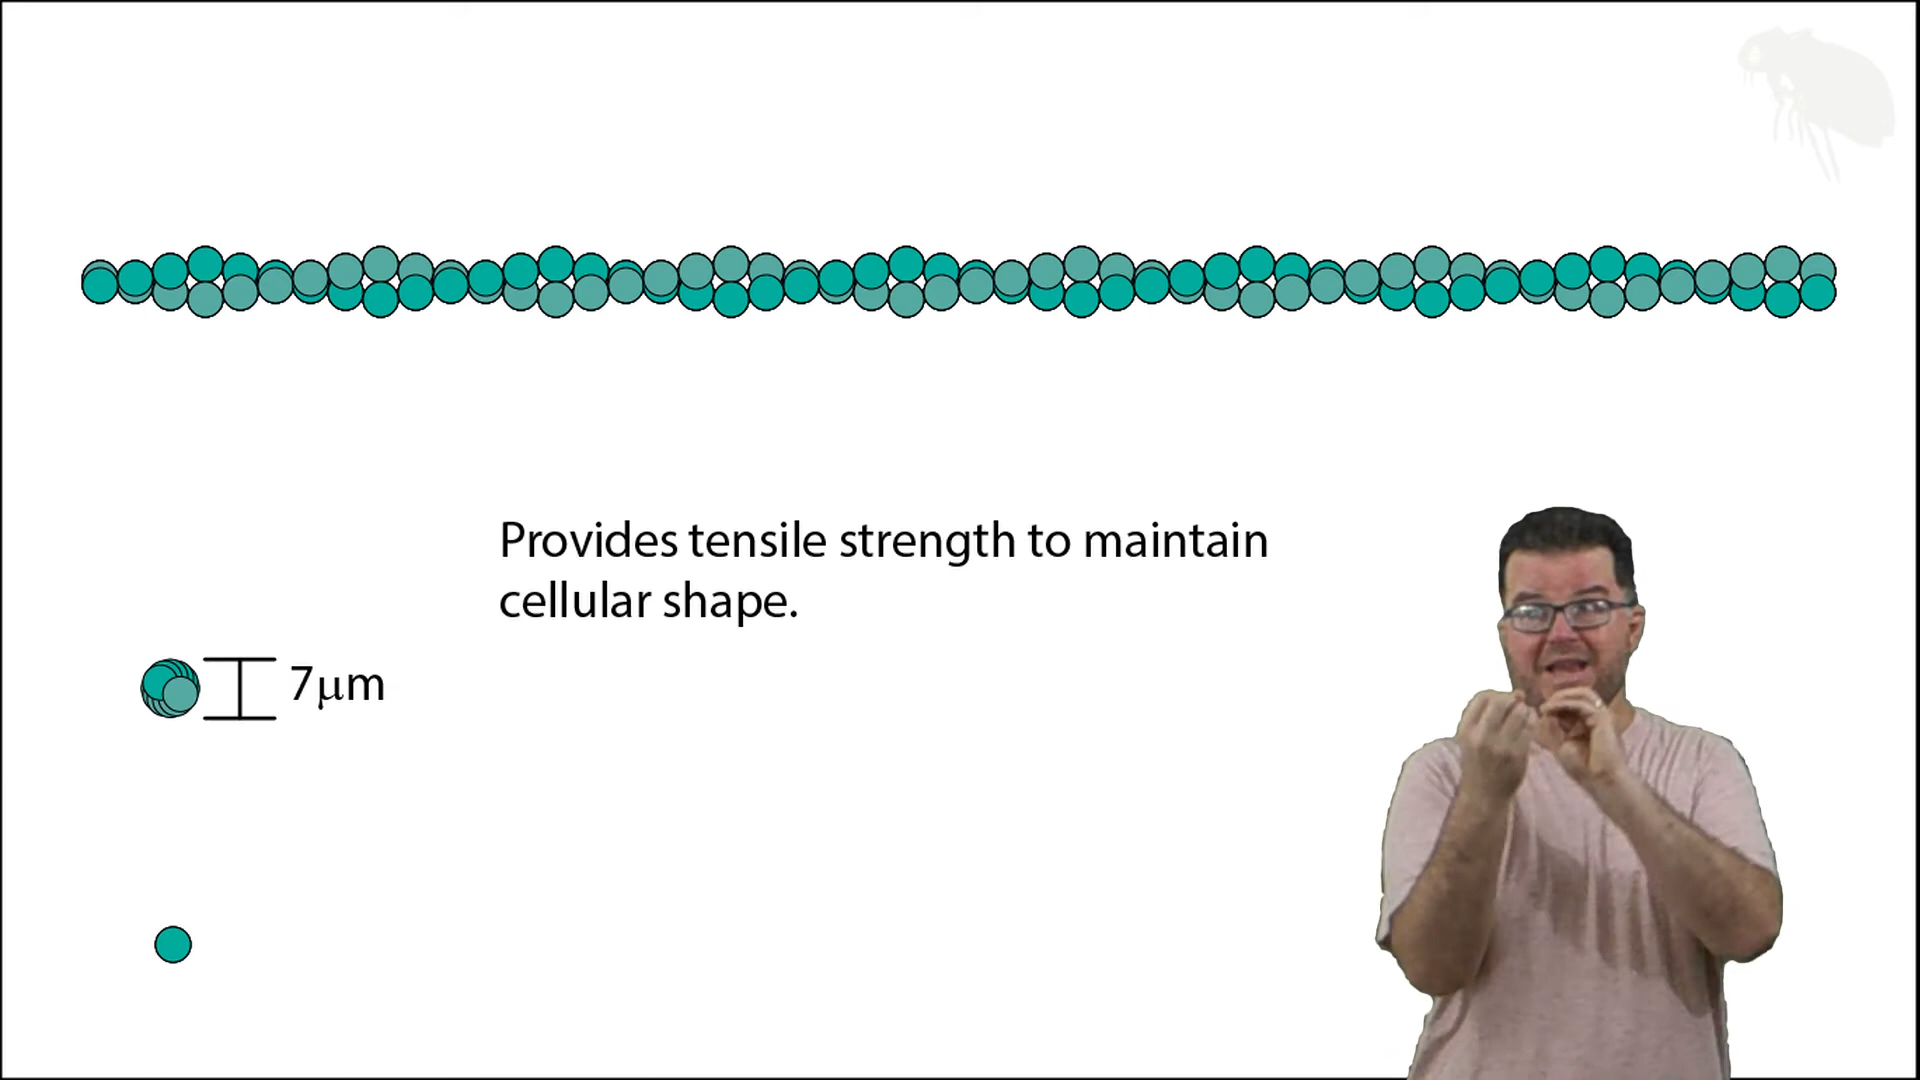 Provides tensile strength to maintain
cellular shape.
7μm